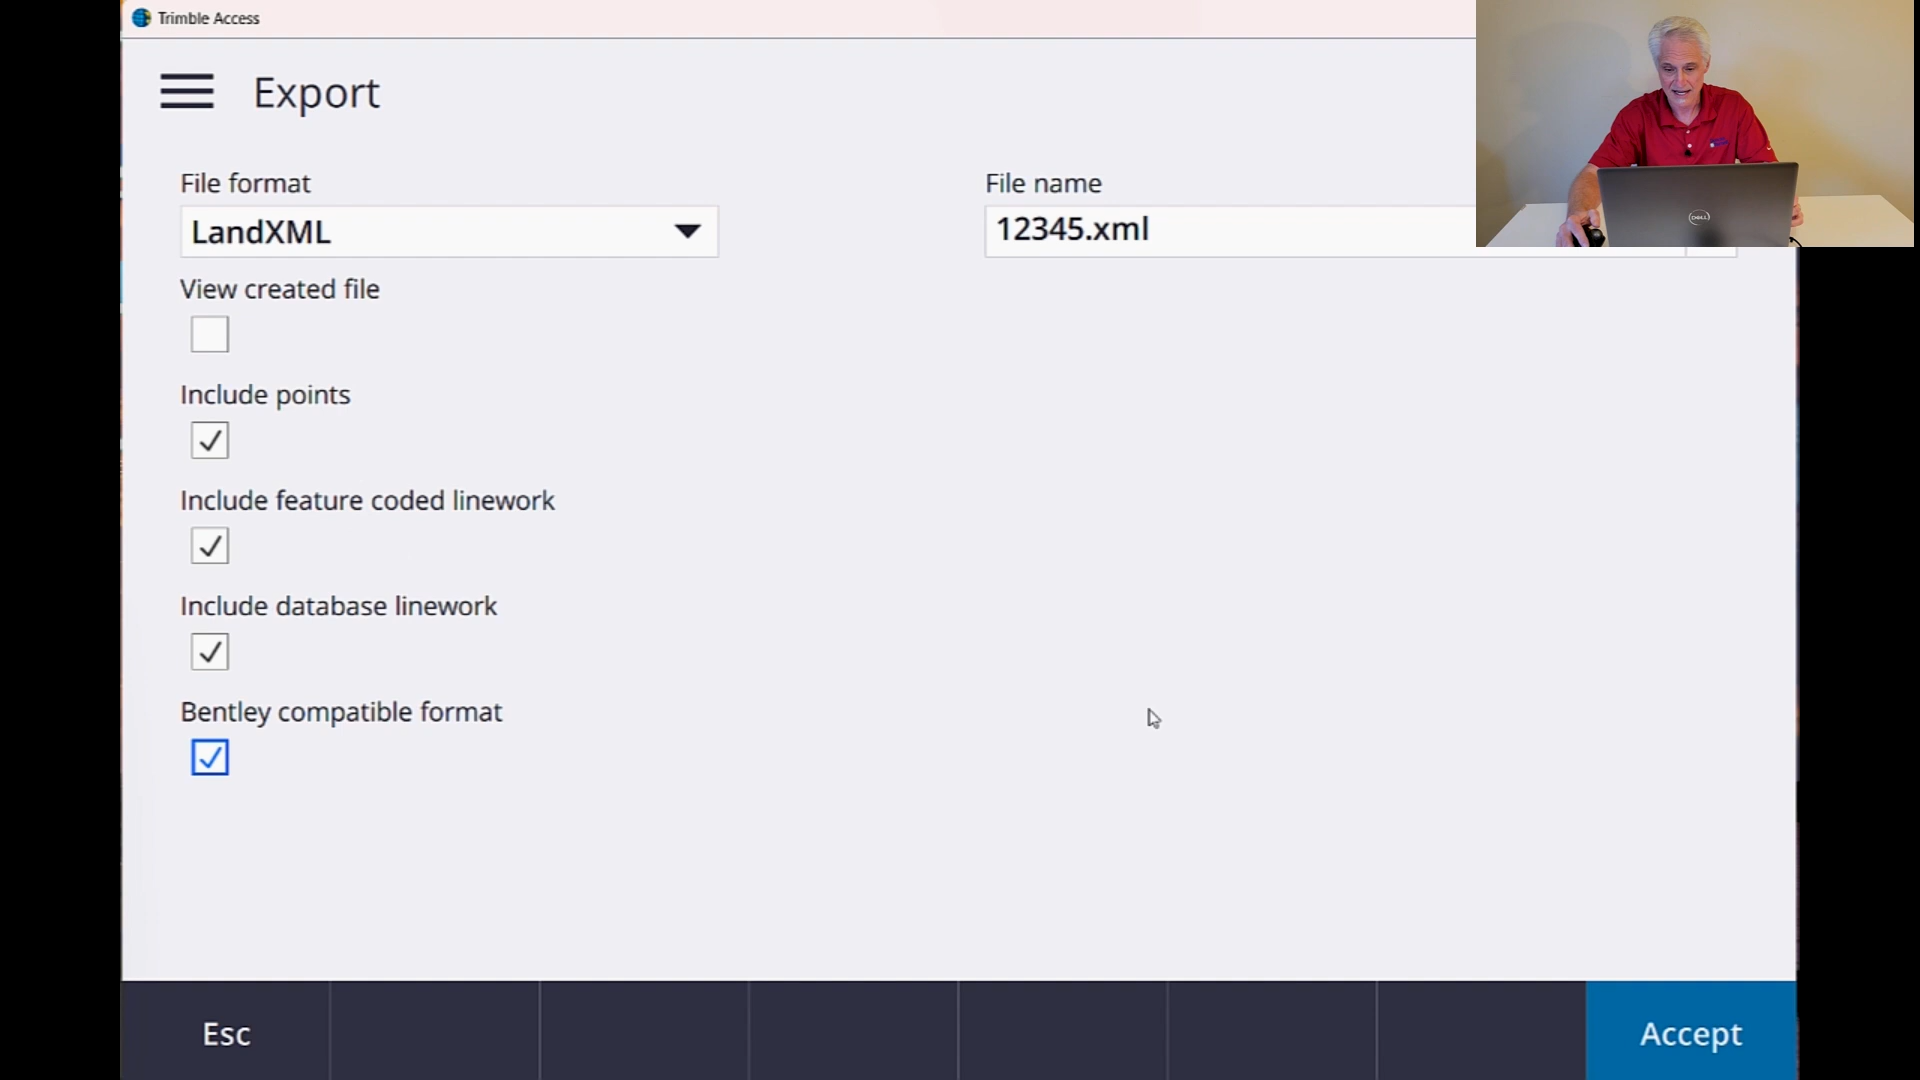 Trimble Access
Export
File format
File name
LandXML
12345.xml
View created file
Include points
Include feature coded linework
Include database linework
Bentley compatible format
Esc
Accept
DELL